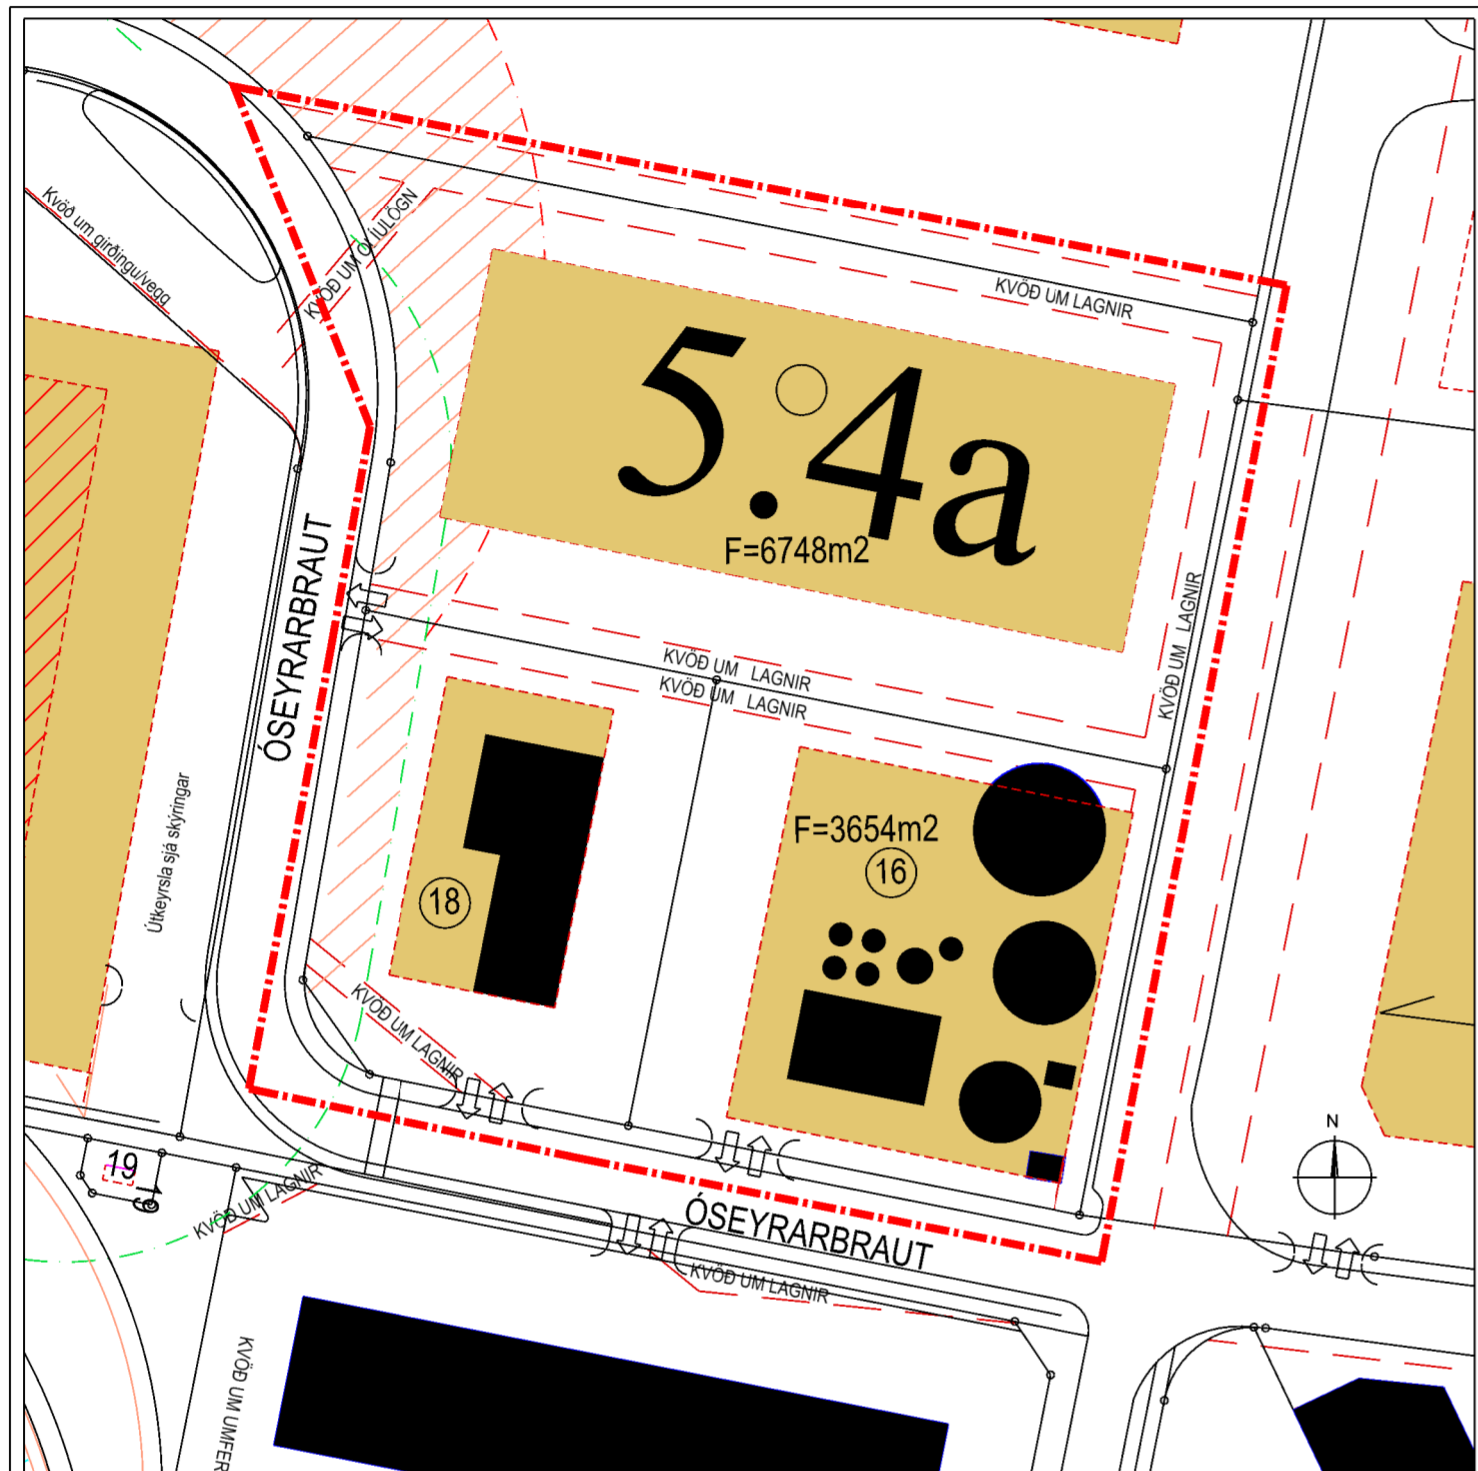 Kvöð um girðingu/vegg
KVÖÐ UM OLÍULÖGN
KVÖÐ UM LAGNIR
5.4a
F=6748m2
ÓSEYRARBRAUT
KVÖÐ UM LAGNIR
KVÖÐ UM LAGNIR
KVÖÐ UM LAGNIR
Útkeyrsla sjá skýringar
F=3654m2
16
18
KVÖÐ UM LAGNIR
N
19
19
KVÖÐ UM LAGNIR
ÓSEYRARBRAUT
KVÖÐ UM LAGNIR
KVÖÐ UM UMFER